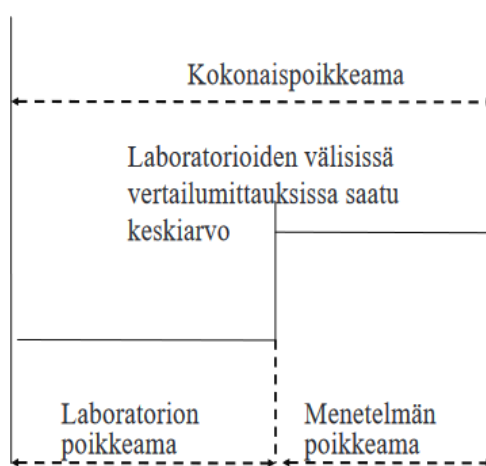 Kokonaispoikkeama
Laboratorioiden välisissä
vertailumittauksissa saatu
keskiarvo
Laboratorion
poikkeama
Menetelmän
poikkeama